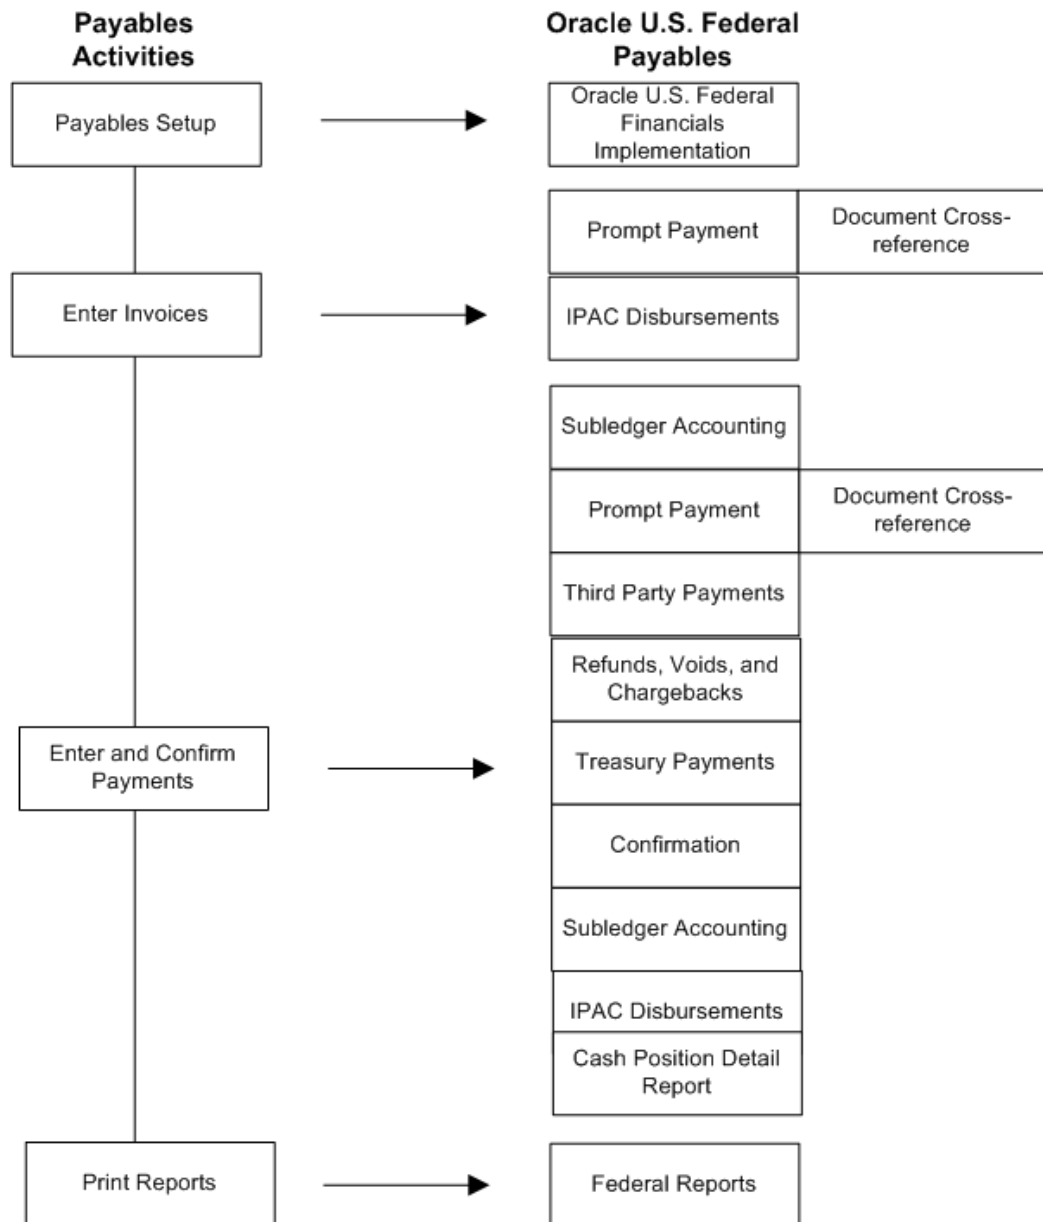 Payables
Activities
Oracle U.S. Federal
Payables
Payables Setup
Oracle U.S. Federal
Financials
Implementation
Prompt Payment
Document Cross-
reference
Enter Invoices
IPAC Disbursements
Subledger Accounting
Prompt Payment
Document Cross-
reference
Third Party Payments
Refunds, Voids, and
Chargebacks
Enter and Confirm
Payments
Treasury Payments
Confirmation
Subledger Accounting
IPAC Disbursements
Cash Position Detail
Report
Print Reports
Federal Reports